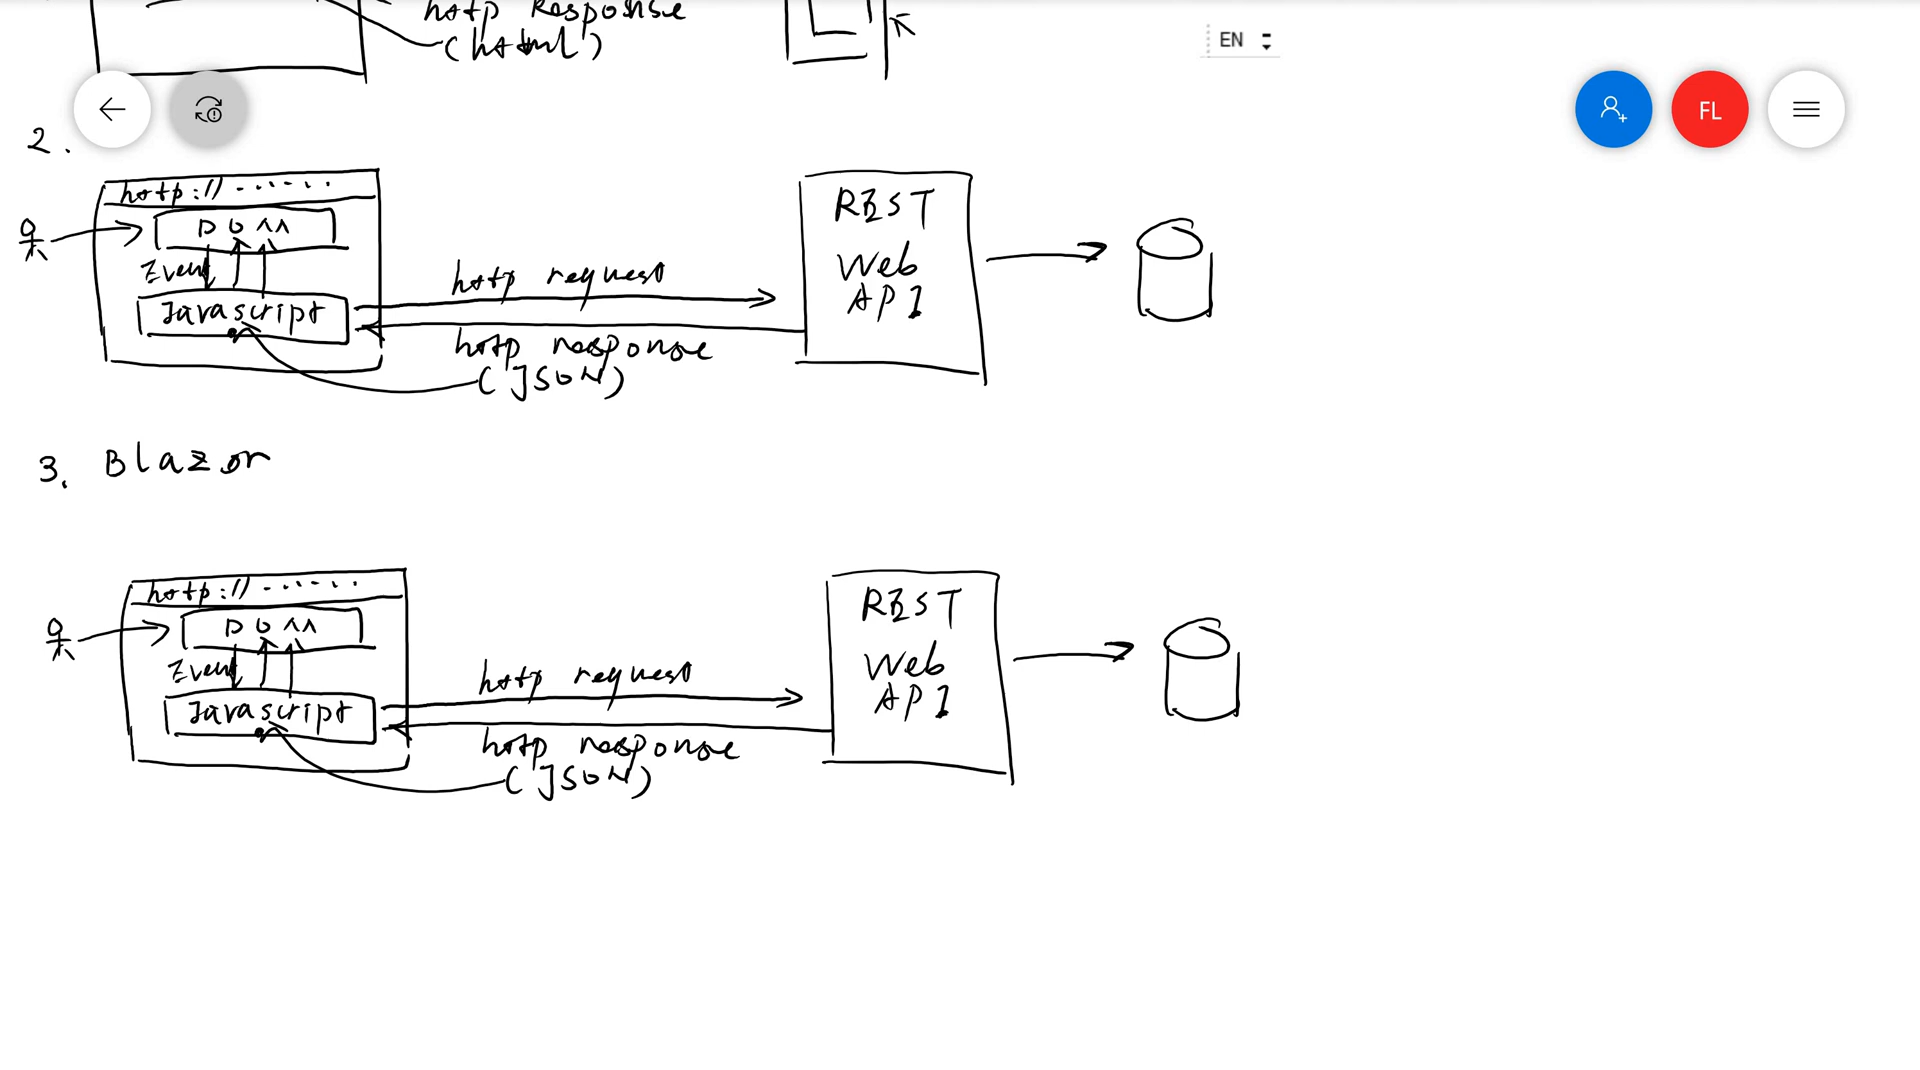 http Response
(html)
EN
FL
2.
http://.......
DOM
Event
Javascript
http request
http response
(JSON)
REST
Web
API
3. Blazor
http://.......
DOM
Event
Javascript
http request
http response
(JSON)
REST
Web
API